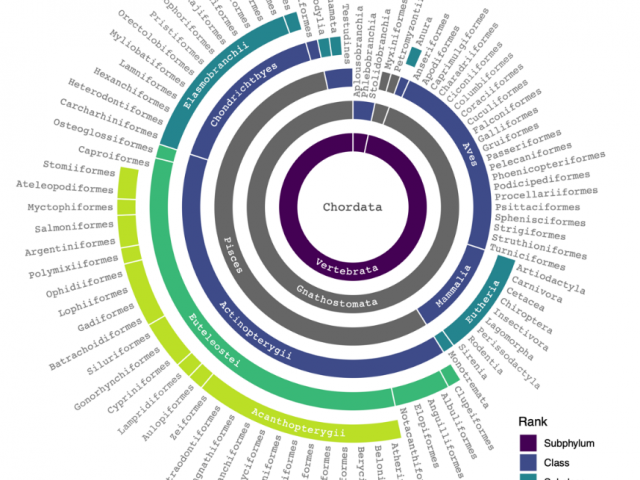 Chordata
Vertebrata
Gnathostomata
Pisces
Actinopterygii
Chondrichthyes
Elasmobranchii
Euteleostei
Acanthopterygii
Aves
Mammalia
Eutheria
Testudines
Aplousobranchia
Phlebobranchia
Stolidobranchia
Myxiniformes
Anura
Anseriformes
Apodiformes
Caprimulgiformes
Charadriiformes
Ciconiiformes
Columbiformes
Coraciiformes
Cuculiformes
Falconiformes
Galliformes
Gruiformes
Passeriformes
Pelecaniformes
Phoenicopteriformes
Podicipediformes
Procellariiformes
Psittaciformes
Sphenisciformes
Strigiformes
Struthioniformes
Turniciformes
Artiodactyla
Carnivora
Cetacea
Chiroptera
Insectivora
Lagomorpha
Perissodactyla
Rodentia
Sirenia
Monotremata
Clupeiformes
Albuliformes
Anguilliformes
Elopiformes
Zeiformes
Aulopiformes
Lampridiformes
Cypriniformes
Gonorhynchiformes
Siluriformes
Batrachoidiformes
Gadiformes
Lophiiformes
Ophidiiformes
Polymixiiformes
Argentiniformes
Salmoniformes
Myctophiformes
Ateleopodiformes
Stomiiformes
Caproiformes
Osteoglossiformes
Carcharhiniformes
Heterodontiformes
Hexanchiformes
Lamniformes
Myliobatiformes
Orectolobiformes
Pristiformes
Rank
Subphylum
Class